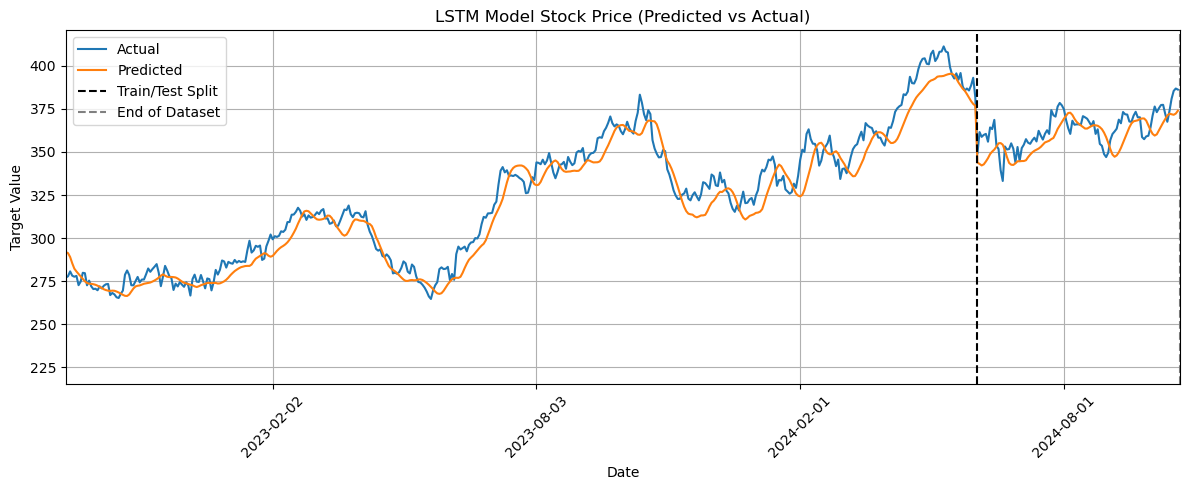 LSTM Model Stock Price (Predicted vs Actual)
Actual
Predicted
Train/Test Split
End of Dataset
Target Value
400
375
350
325
300
275
250
225
2023-02-02
2023-08-03
2024-02-01
2024-08-01
Date